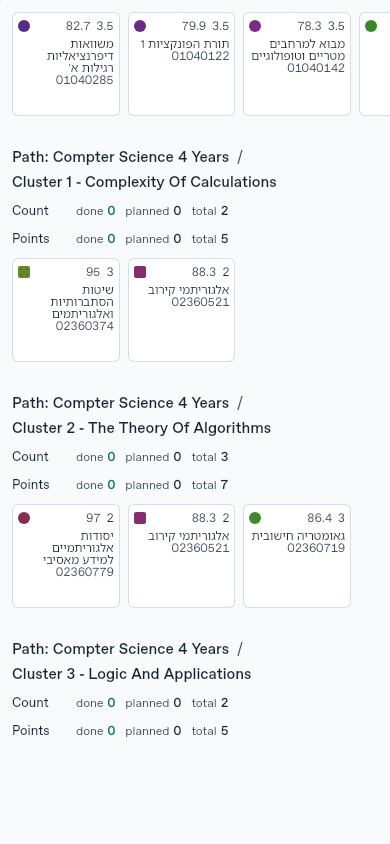 82.7 3.5
משוואות
דיפרנציאליות
רגילות א'
01040285
79.9 3.5
תורת הפונקציות 1
01040122
78.3 3.5
מבוא למרחבים
מטריים וטופולוגיים
01040142
Path: Compter Science 4 Years /
Cluster 1 - Complexity Of Calculations
Count done 0 planned 0 total 2
Points done 0 planned 0 total 5
95 3
שיטות
הסתברותיות
ואלגוריתמים
02360374
88.3 2
אלגוריתמי קירוב
02360521
Path: Compter Science 4 Years /
Cluster 2 - The Theory Of Algorithms
Count done 0 planned 0 total 3
Points done 0 planned 0 total 7
97 2
יסודות
אלגוריתמיים
למידע מאסיבי
02360779
88.3 2
אלגוריתמי קירוב
02360521
86.4 3
גאומטריה חישובית
02360719
Path: Compter Science 4 Years /
Cluster 3 - Logic And Applications
Count done 0 planned 0 total 2
Points done 0 planned 0 total 5